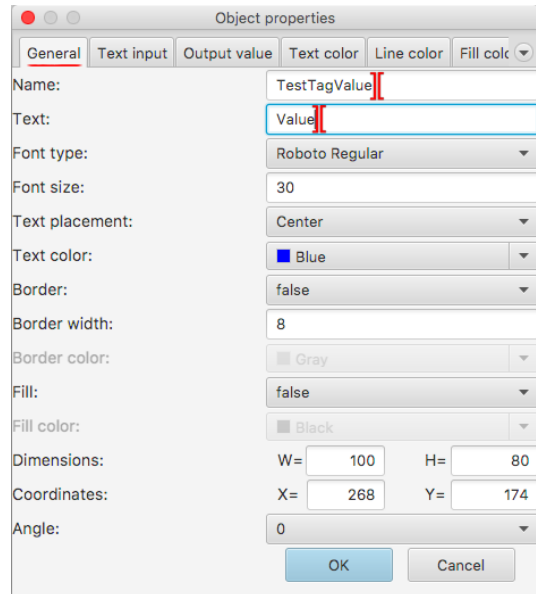 Object properties
General Text input Output value Text color Line color Fill colo
Name: TestTagValue
Text: Value
Font type: Roboto Regular
Font size: 30
Text placement: Center
Text color: Blue
Border: false
Border width: 8
Border color: Gray
Fill: false
Fill color: Black
Dimensions: W= 100 H= 80
Coordinates: X= 268 Y= 174
Angle: 0
OK Cancel